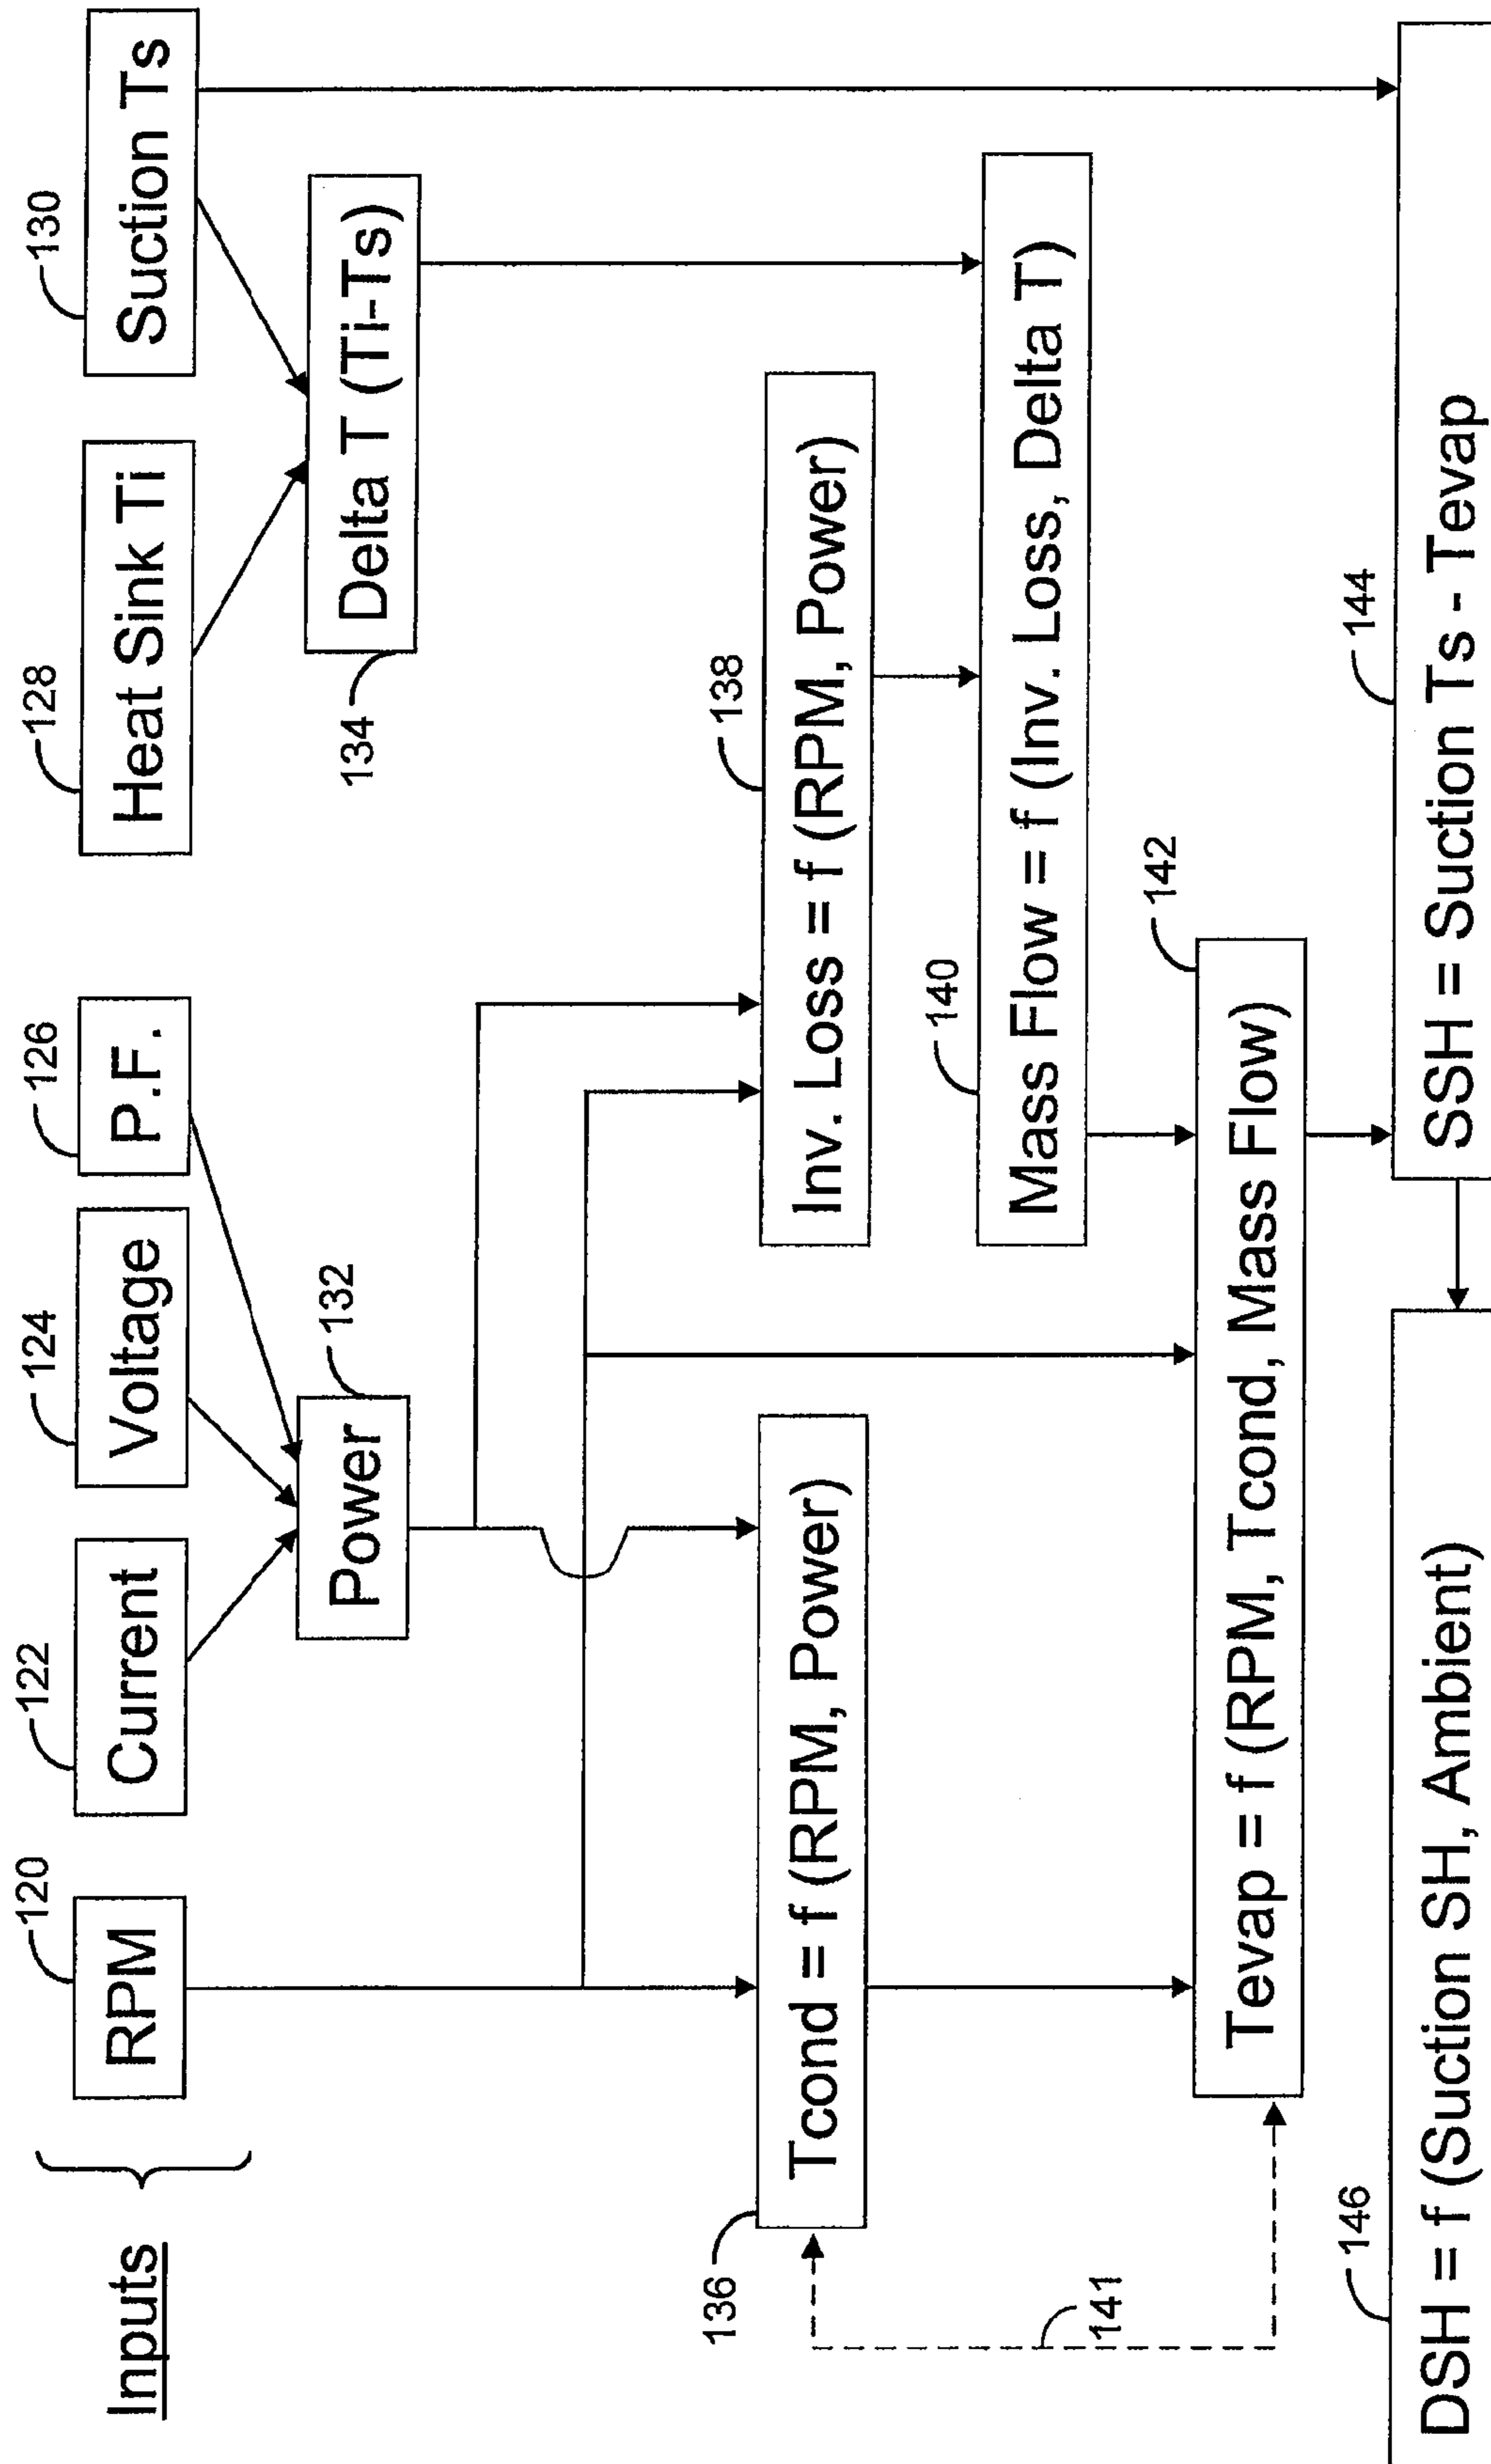 Inputs
120
RPM
122
Current
124
Voltage
126
P.F.
128
Heat Sink Ti
130
Suction Ts
132
Power
134
Delta T (Ti-Ts)
136
Tcond = f (RPM, Power)
138
Inv. Loss = f (RPM, Power)
140
Mass Flow = f (Inv. Loss, Delta T)
141
142
Tevap = f (RPM, Tcond, Mass Flow)
146
DSH = f (Suction SH, Ambient)
144
SSH = Suction Ts - Tevap